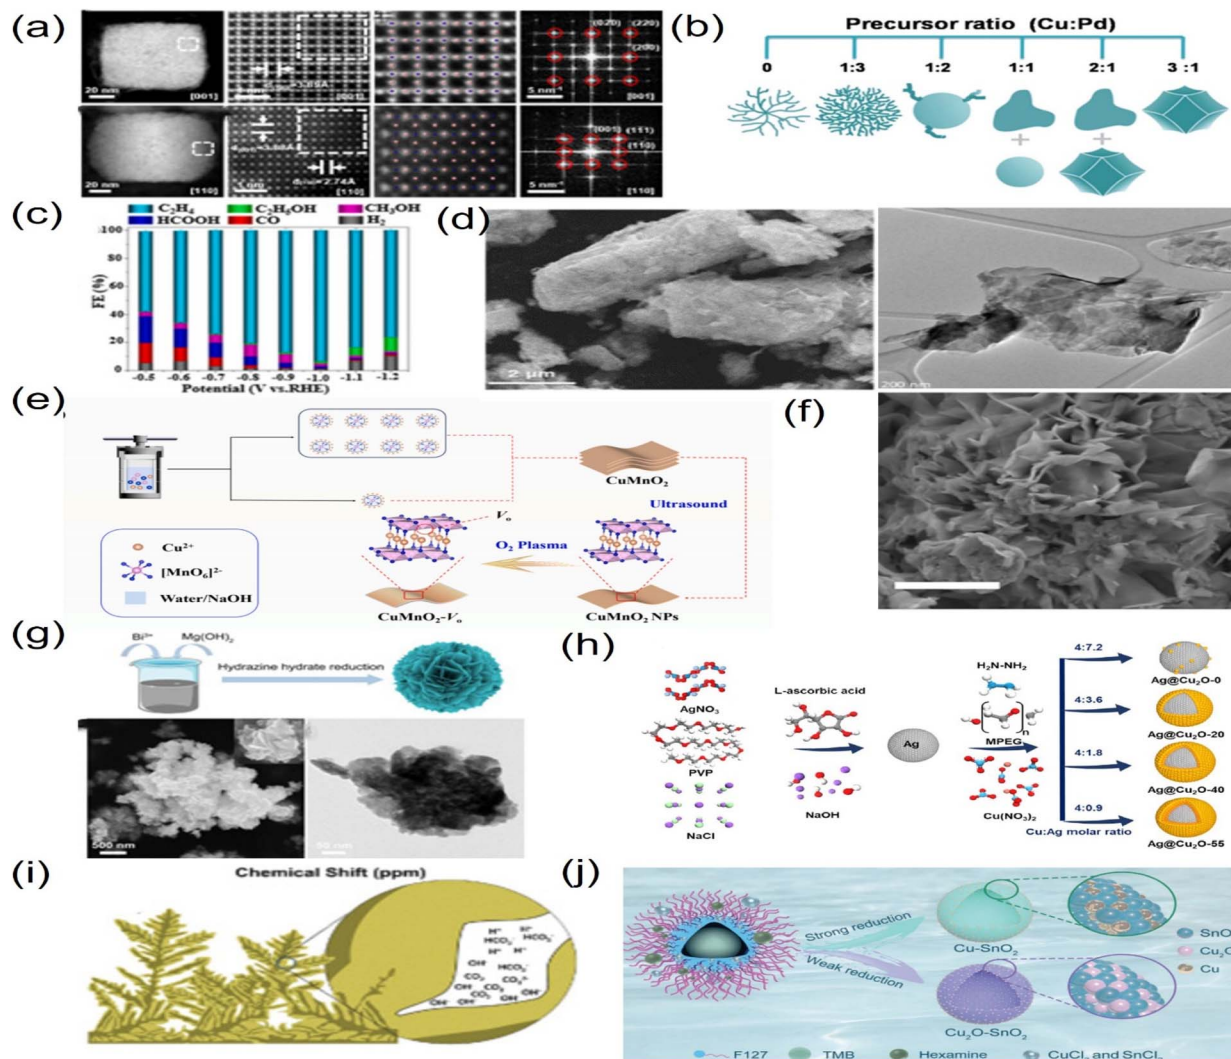 (a)
20 nm
[001]
[001]
(020)
(220)
(200)
5 nm⁻¹
[001]
20 nm
[110]
2.74Å
[110]
(001)
(111)
(110)
5 nm⁻¹
[110]
(b)
Precursor ratio (Cu:Pd)
0 1:3 1:2 1:1 2:1 3 :1
+ +
(c)
C₂H₄ C₂H₅OH CH₃OH
HCOOH CO H₂
FE (%)
100
80
60
40
20
0
-0.5 -0.6 -0.7 -0.8 -0.9 -1.0 -1.1 -1.2
Potential (V vs.RHE)
(d)
2 μm
200 nm
(e)
CuMnO₂
Ultrasound
Vₒ
O₂ Plasma
Cu²⁺
[MnO₆]²⁻
Water/NaOH
CuMnO₂-Vₒ
CuMnO₂ NPs
(f)
(g)
Bi³⁺ Mg(OH)₂
Hydrazine hydrate reduction
500 nm
50 nm
(h)
AgNO₃
PVP
NaCl
L-ascorbic acid
NaOH
Ag
H₂N-NH₂
n
MPEG
Cu(NO₃)₂
Cu:Ag molar ratio
4:7.2
Ag@Cu₂O-0
4:3.6
Ag@Cu₂O-20
4:1.8
Ag@Cu₂O-40
4:0.9
Ag@Cu₂O-55
(i)
Chemical Shift (ppm)
H⁺ H⁺
HCO₃⁻
H⁺ H⁺
CO₂ HCO₃⁻
OH⁻
CO₂
OH⁻
(j)
Strong reduction
Weak reduction
Cu-SnO₂
Cu₂O-SnO₂
SnO
Cu₂O
Cu
F127 TMB Hexamine CuCl₂ and SnCl